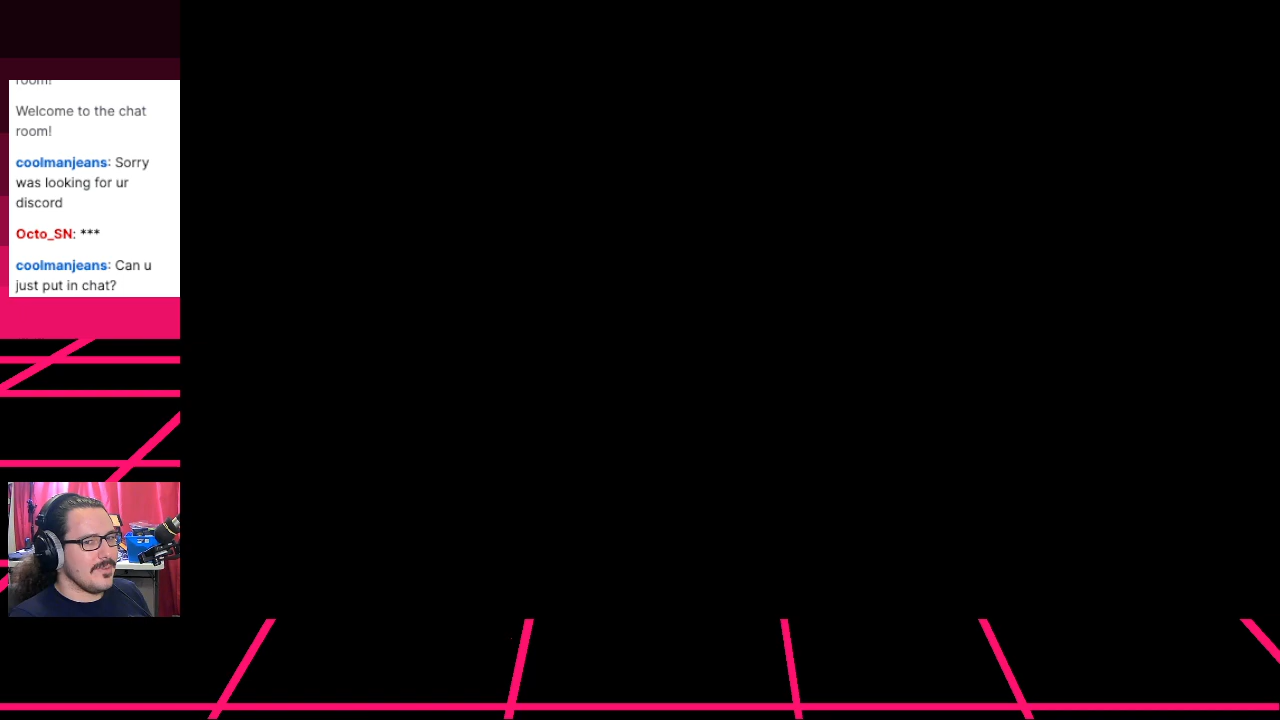 room!
Welcome to the chat
room!
coolmanjeans: Sorry
was looking for ur
discord
Octo_SN: ***
coolmanjeans: Can u
just put in chat?